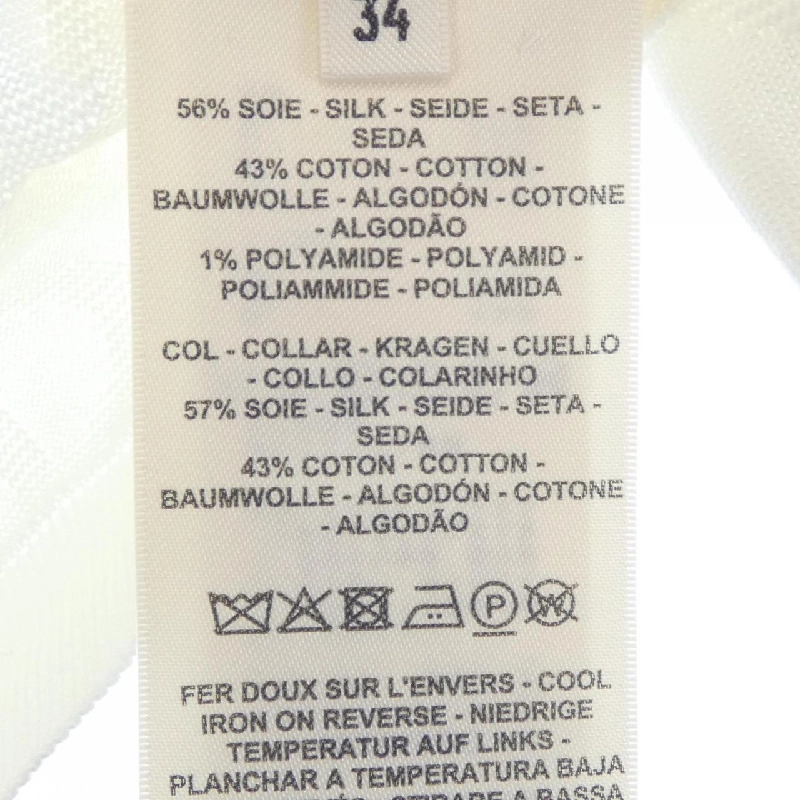 34
56% SOIE - SILK - SEIDE - SETA -
SEDA
43% COTON - COTTON -
BAUMWOLLE - ALGODÓN - COTONE
- ALGODÃO
1% POLYAMIDE - POLYAMID -
POLIAMMIDE - POLIAMIDA
COL - COLLAR - KRAGEN - CUELLO
- COLLO - COLARINHO
57% SOIE - SILK - SEIDE - SETA -
SEDA
43% COTON - COTTON -
BAUMWOLLE - ALGODÓN - COTONE
- ALGODÃO
P W
FER DOUX SUR L'ENVERS - COOL
IRON ON REVERSE - NIEDRIGE
TEMPERATUR AUF LINKS -
PLANCHAR A TEMPERATURA BAJA
A BASSA